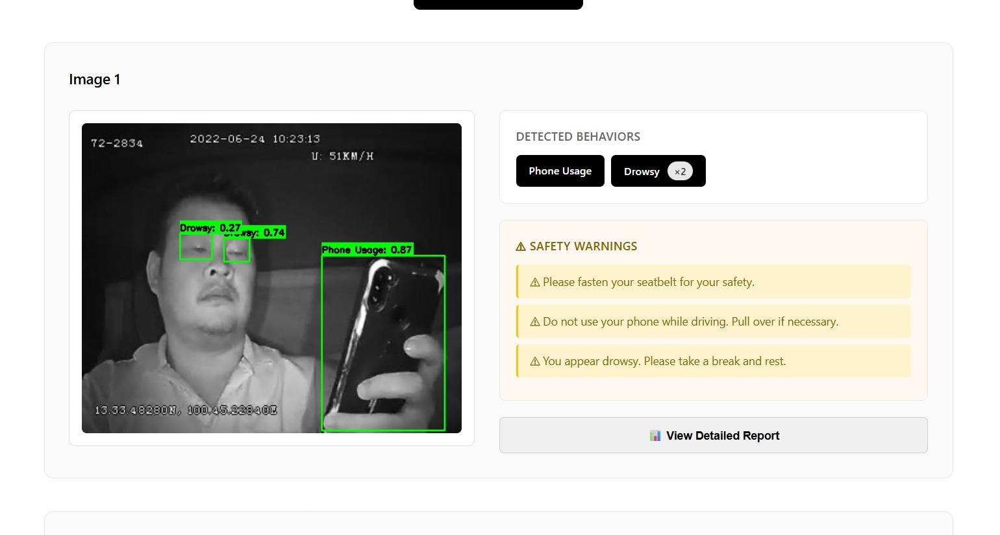 Image 1
72-2834
2022-06-24 10:23:13
U: 51KM/H
Drowsy: 0.27
wsy: 0.74
Phone Usage: 0.87
13.33.48280N, 100.45.22840E
DETECTED BEHAVIORS
Phone Usage
Drowsy ×2
⚠ SAFETY WARNINGS
⚠ Please fasten your seatbelt for your safety.
⚠ Do not use your phone while driving. Pull over if necessary.
⚠ You appear drowsy. Please take a break and rest.
📊 View Detailed Report